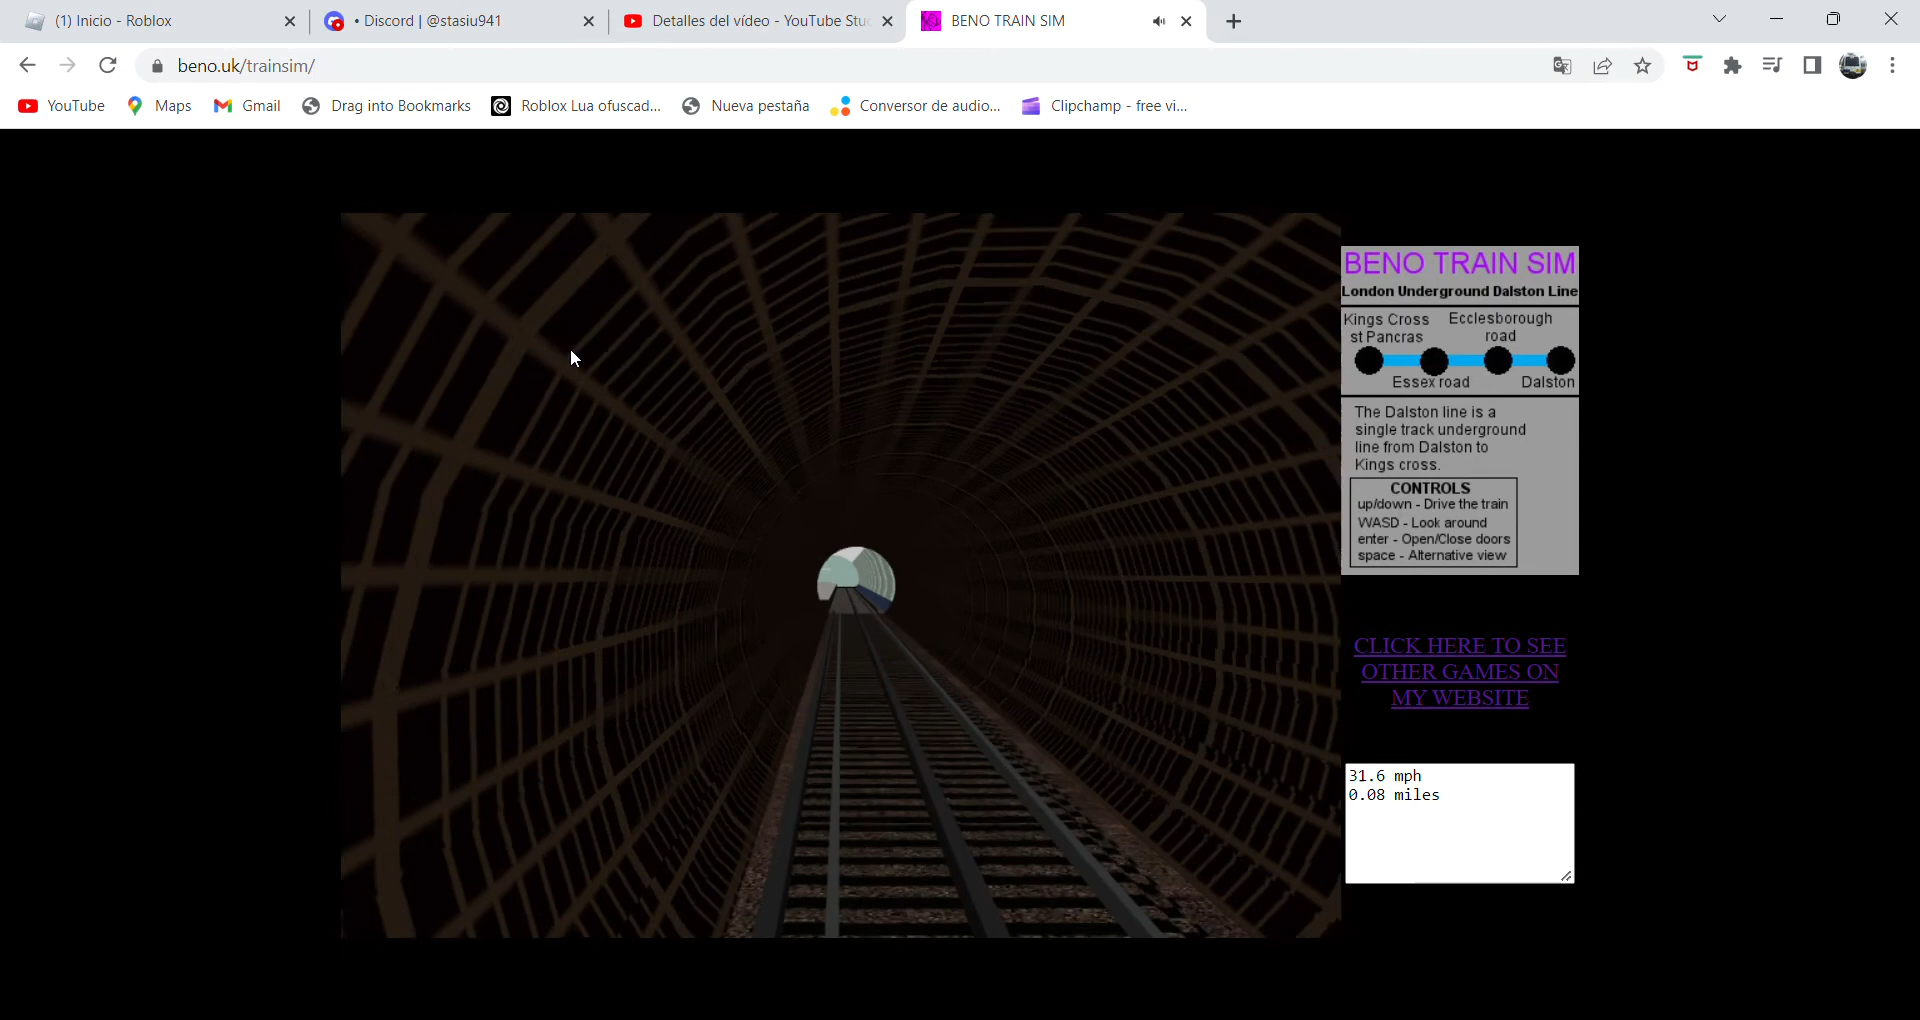 (1) Inicio - Roblox
• Discord | @stasiu941
Detalles del vídeo - YouTube Stu
BENO TRAIN SIM
beno.uk/trainsim/
YouTube
Maps
Gmail
Drag into Bookmarks
Roblox Lua ofuscad...
Nueva pestaña
Conversor de audio...
Clipchamp - free vi...
BENO TRAIN SIM
London Underground Dalston Line
Kings Cross Ecclesborough
st Pancras road
Essex road Dalston
The Dalston line is a
single track underground
line from Dalston to
Kings cross.
CONTROLS
up/down - Drive the train
WASD - Look around
enter - Open/Close doors
space - Alternative view
CLICK HERE TO SEE
OTHER GAMES ON
MY WEBSITE
31.6 mph
0.08 miles